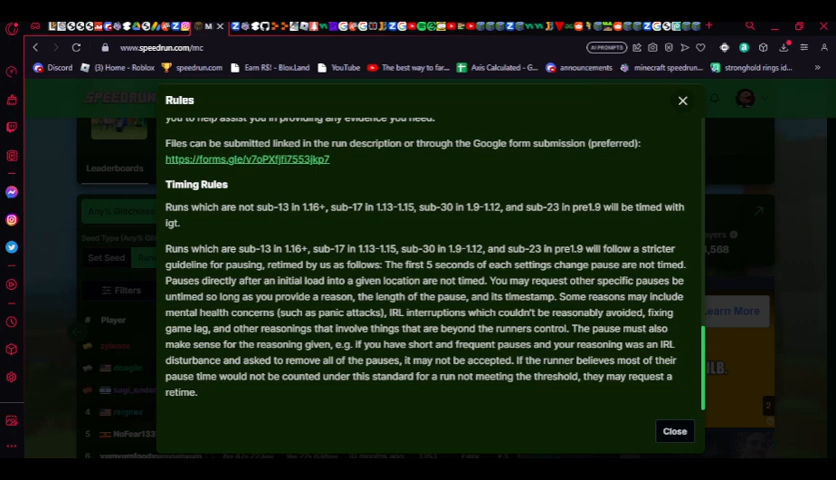 www.speedrun.com/mc
AI PROMPTS
Discord
(3) Home - Roblox
speedrun.com
Earn R$! - Blox.Land
YouTube
The best way to far...
Axis Calculated - G...
announcements
minecraft speedrun...
stronghold rings id...
SPEEDRUN
Rules
you to help assist you in providing any evidence you need.
Files can be submitted linked in the run description or through the Google form submission (preferred):
https://forms.gle/v7oPXfjfi7553jkp7
Timing Rules
Runs which are not sub-13 in 1.16+, sub-17 in 1.13-1.15, sub-30 in 1.9-1.12, and sub-23 in pre1.9 will be timed with
igt.
Runs which are sub-13 in 1.16+, sub-17 in 1.13-1.15, sub-30 in 1.9-1.12, and sub-23 in pre1.9 will follow a stricter
guideline for pausing, retimed by us as follows: The first 5 seconds of each settings change pause are not timed.
Pauses directly after an initial load into a given location are not timed. You may request other specific pauses be
untimed so long as you provide a reason, the length of the pause, and its timestamp. Some reasons may include
mental health concerns (such as panic attacks), IRL interruptions which couldn't be reasonably avoided, fixing
game lag, and other reasonings that involve things that are beyond the runners control. The pause must also
make sense for the reasoning given, e.g. if you have short and frequent pauses and your reasoning was an IRL
disturbance and asked to remove all of the pauses, it may not be accepted. If the runner believes most of their
pause time would not be counted under this standard for a run not meeting the threshold, they may request a
retime.
Close
Leaderboards
Any% Glitchless
Set Seed
Filters
# Player
doogile
4 reignex
5 NoFear133
Learn More
2